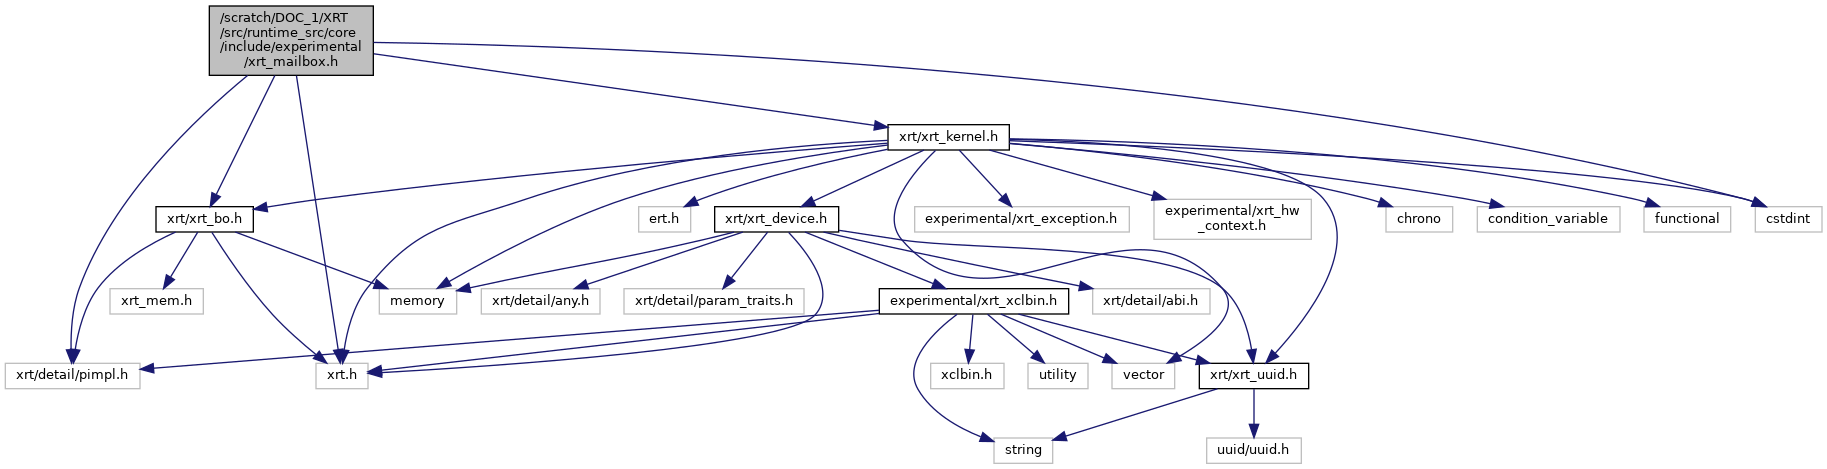 /scratch/DOC_1/XRT
/src/runtime_src/core
/include/experimental
/xrt_mailbox.h
xrt/xrt_kernel.h
xrt/xrt_bo.h
ert.h
xrt/xrt_device.h
experimental/xrt_exception.h
experimental/xrt_hw
_context.h
chrono
condition_variable
functional
cstdint
xrt_mem.h
memory
xrt/detail/any.h
xrt/detail/param_traits.h
experimental/xrt_xclbin.h
xrt/detail/abi.h
xrt/detail/pimpl.h
xrt.h
xclbin.h
utility
vector
xrt/xrt_uuid.h
string
uuid/uuid.h